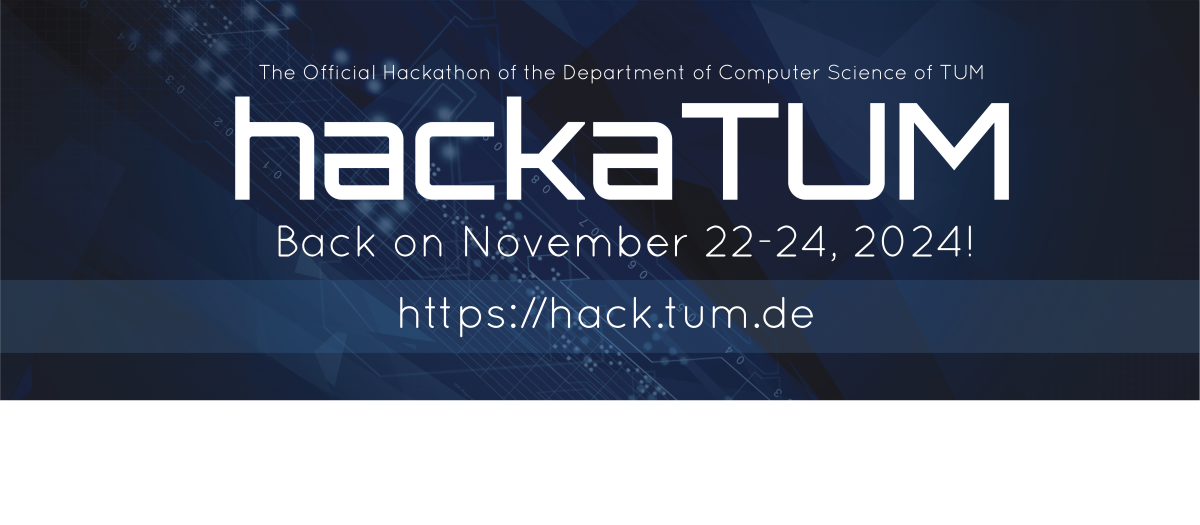 The Official Hackathon of the Department of Computer Science of TUM
hackaTUM
Back on November 22-24, 2024!
https://hack.tum.de